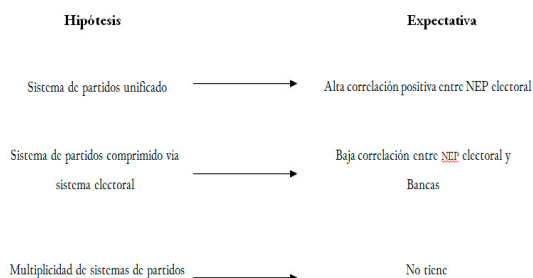 Hipótesis
Expectativa
Sistema de partidos unificado
Alta correlación positiva entre NEP electoral
Sistema de partidos comprimido vía
sistema electoral
Baja correlación entre NEP electoral y
Bancas
Multiplicidad de sistemas de partidos
No tiene